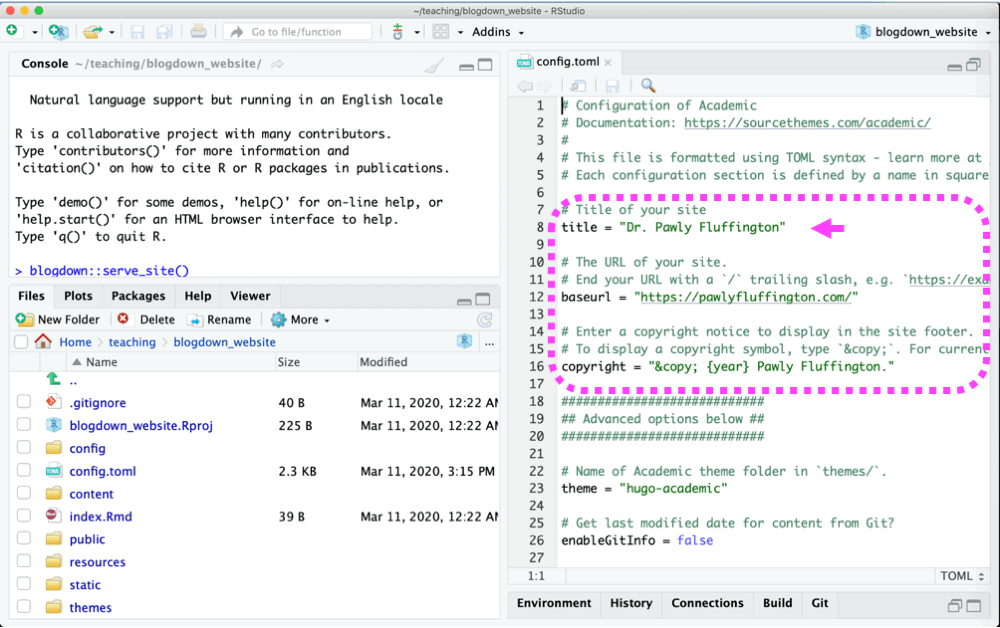 ~/teaching/blogdown_website - RStudio
Go to file/function
Addins
blogdown_website
Console ~/teaching/blogdown_website/
Natural language support but running in an English locale
R is a collaborative project with many contributors.
Type 'contributors()' for more information and
'citation()' on how to cite R or R packages in publications.
Type 'demo()' for some demos, 'help()' for on-line help, or
'help.start()' for an HTML browser interface to help.
Type 'q()' to quit R.
> blogdown::serve_site()
Files Plots Packages Help Viewer
New Folder Delete Rename More
Home teaching blogdown_website ...
Name Size Modified
..
.gitignore 40 B Mar 11, 2020, 12:22 AM
blogdown_website.Rproj 225 B Mar 11, 2020, 12:22 AM
config
config.toml 2.3 KB Mar 11, 2020, 3:15 PM
content
index.Rmd 39 B Mar 11, 2020, 12:22 AM
public
resources
static
themes
config.toml
1 # Configuration of Academic
2 # Documentation: https://sourcethemes.com/academic/
3 #
4 # This file is formatted using TOML syntax - learn more at
5 # Each configuration section is defined by a name in square
6
7 # Title of your site
8 title = "Dr. Pawly Fluffington"
9
10 # The URL of your site.
11 # End your URL with a `/` trailing slash, e.g. `https://exa
12 baseurl = "https://pawlyfluffington.com/"
13
14 # Enter a copyright notice to display in the site footer.
15 # To display a copyright symbol, type `&copy;`. For current
16 copyright = "&copy; {year} Pawly Fluffington."
17
18 ############################
19 ## Advanced options below ##
20 ############################
21
22 # Name of Academic theme folder in `themes/`.
23 theme = "hugo-academic"
24
25 # Get last modified date for content from Git?
26 enableGitInfo = false
27
1:1 TOML
Environment History Connections Build Git